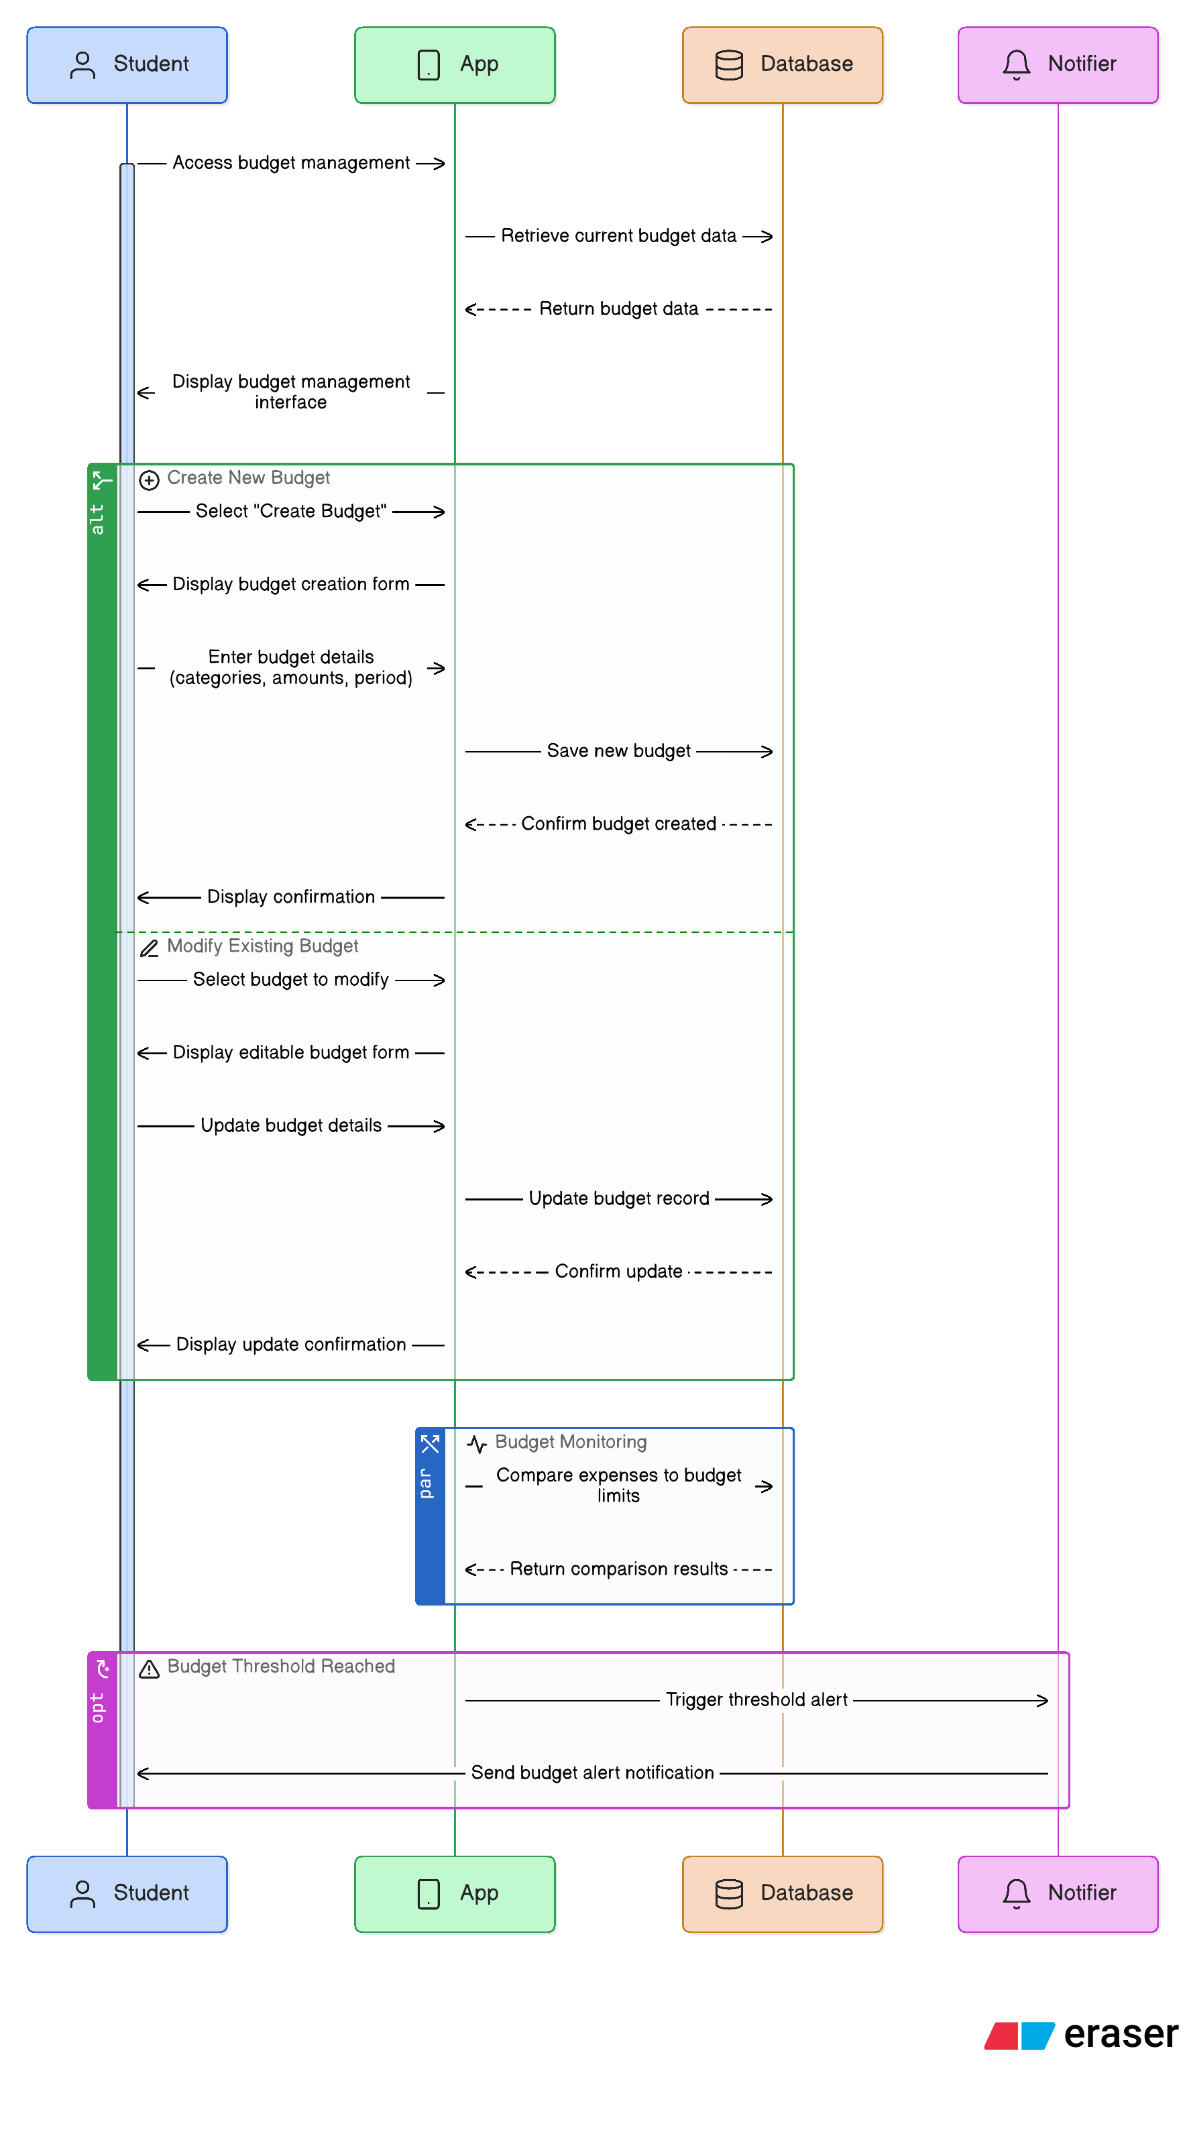 Student
App
Database
Notifier
Access budget management
Retrieve current budget data
Return budget data
Display budget management
interface
alt
Create New Budget
Select "Create Budget"
Display budget creation form
Enter budget details
(categories, amounts, period)
Save new budget
Confirm budget created
Display confirmation
Modify Existing Budget
Select budget to modify
Display editable budget form
Update budget details
Update budget record
Confirm update
Display update confirmation
par
Budget Monitoring
Compare expenses to budget
limits
Return comparison results
opt
Budget Threshold Reached
Trigger threshold alert
Send budget alert notification
Student
App
Database
Notifier
eraser